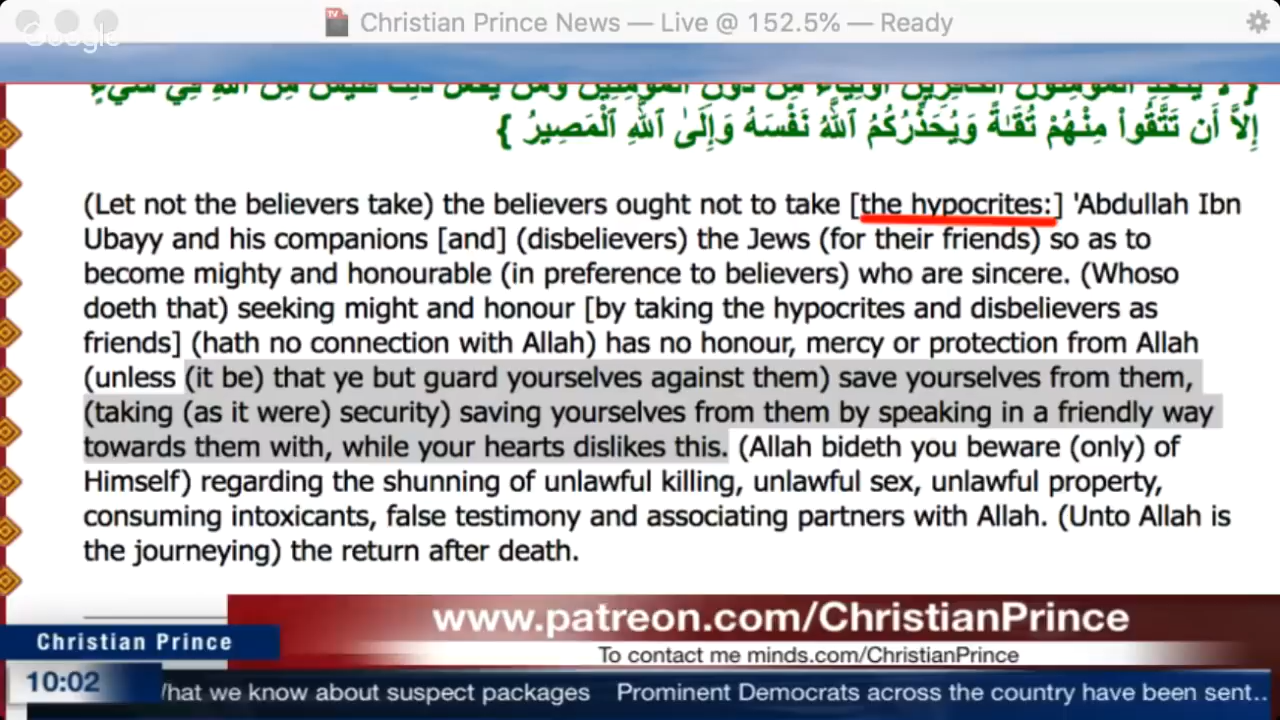 Christian Prince News — Live @ 152.5% — Ready
Google
TV
إِلاَّ أَن تَتَّقُواْ مِنْهُمْ تُقَـٰةً وَيُحَذِّرُكُمُ ٱللَّهُ نَفْسَهُ وَإِلَىٰ ٱللَّهِ ٱلْمَصِيرُ }
(Let not the believers take) the believers ought not to take [the hypocrites:] 'Abdullah Ibn
Ubayy and his companions [and] (disbelievers) the Jews (for their friends) so as to
become mighty and honourable (in preference to believers) who are sincere. (Whoso
doeth that) seeking might and honour [by taking the hypocrites and disbelievers as
friends] (hath no connection with Allah) has no honour, mercy or protection from Allah
(unless (it be) that ye but guard yourselves against them) save yourselves from them,
(taking (as it were) security) saving yourselves from them by speaking in a friendly way
towards them with, while your hearts dislikes this. (Allah bideth you beware (only) of
Himself) regarding the shunning of unlawful killing, unlawful sex, unlawful property,
consuming intoxicants, false testimony and associating partners with Allah. (Unto Allah is
the journeying) the return after death.
www.patreon.com/ChristianPrince
Christian Prince
To contact me minds.com/ChristianPrince
10:02
hat we know about suspect packages Prominent Democrats across the country have been sent...